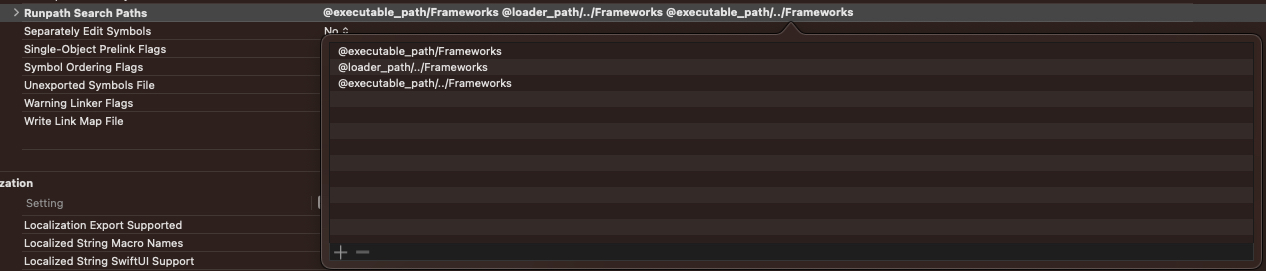 Runpath Search Paths @executable_path/Frameworks @loader_path/../Frameworks @executable_path/../Frameworks
Separately Edit Symbols No
Single-Object Prelink Flags
Symbol Ordering Flags
Unexported Symbols File
Warning Linker Flags
Write Link Map File
@executable_path/Frameworks
@loader_path/../Frameworks
@executable_path/../Frameworks
zation
Setting
Localization Export Supported
Localized String Macro Names
Localized String SwiftUI Support